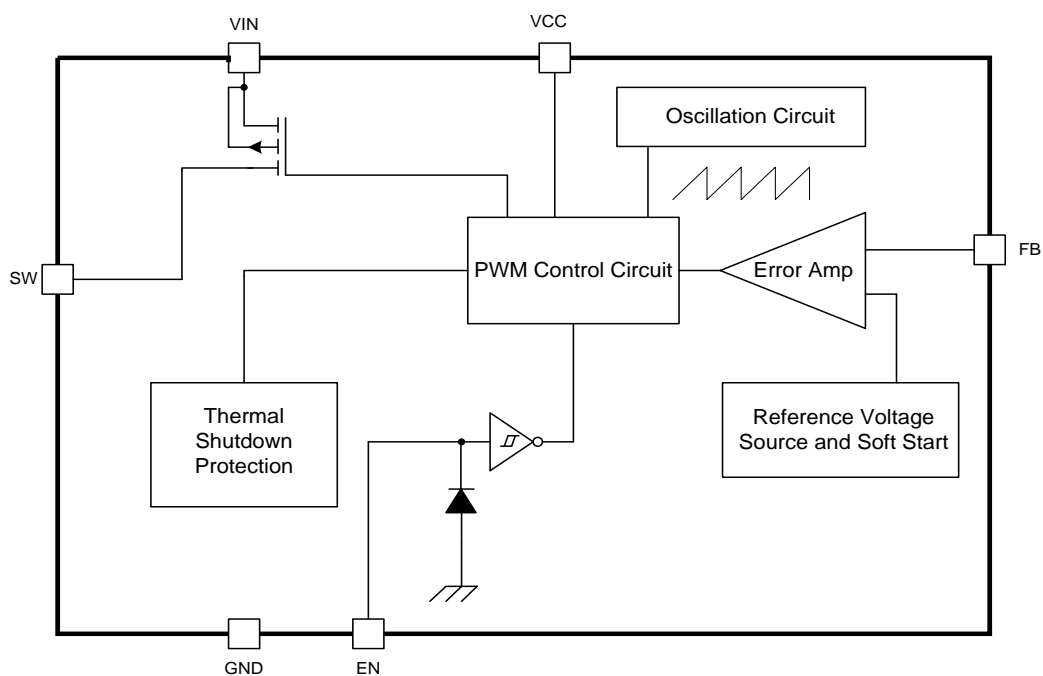 VIN
VCC
Oscillation Circuit
SW
PWM Control Circuit
Error Amp
FB
Thermal
Shutdown
Protection
Reference Voltage
Source and Soft Start
GND
EN